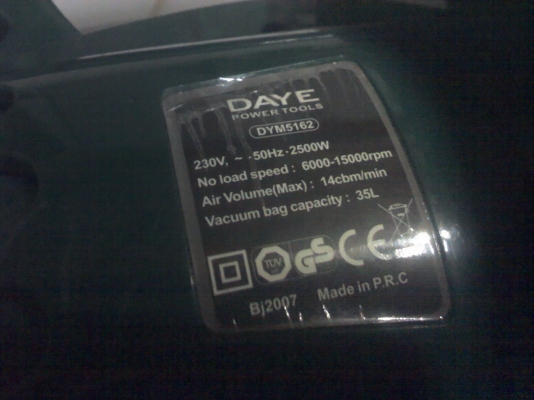 DAYE
POWER TOOLS
DYM5162
230V, ~ -50Hz-2500W
No load speed : 6000-15000rpm
Air Volume(Max) : 14cbm/min
Vacuum bag capacity : 35L
TUV GS CE
Bj2007 Made in P.R.C